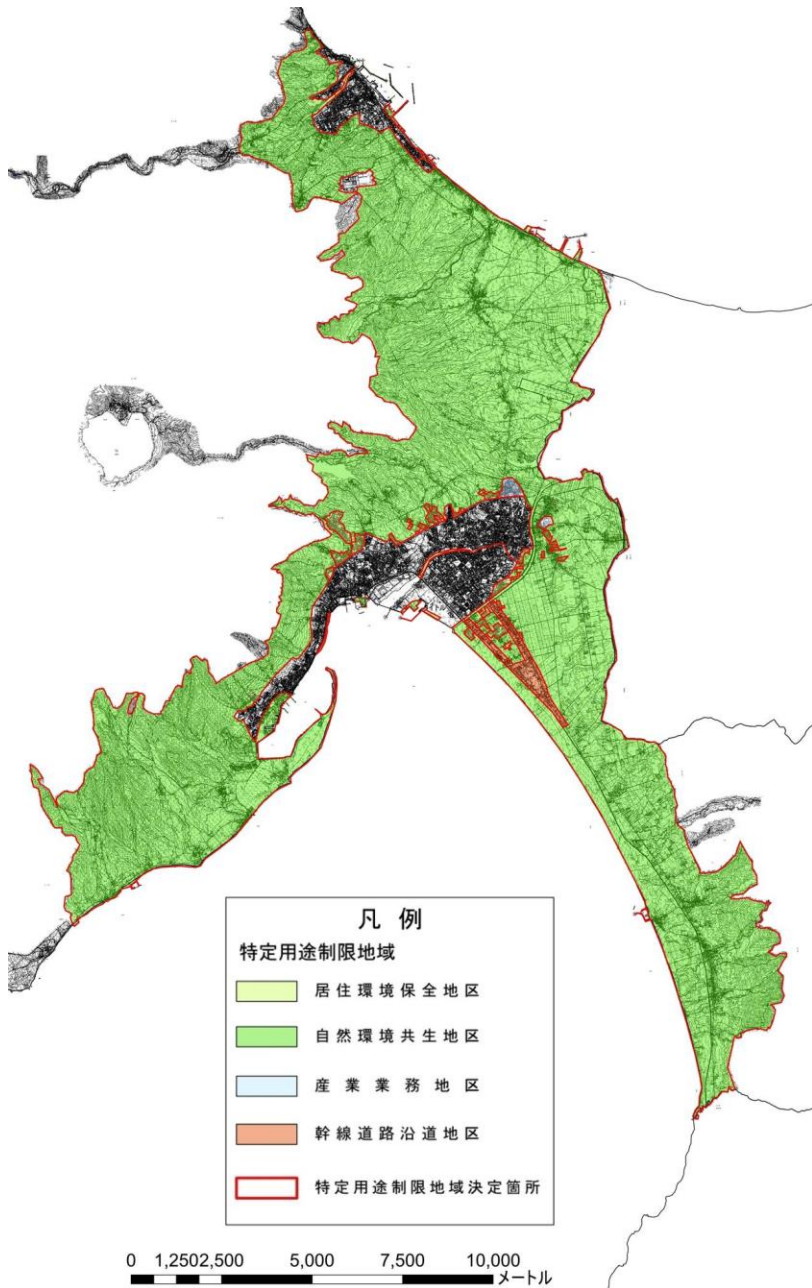 凡例
特定用途制限地域
居住環境保全地区
自然環境共生地区
産業業務地区
幹線道路沿道地区
特定用途制限地域決定箇所
0 1,250 2,500 5,000 7,500 10,000
メートル